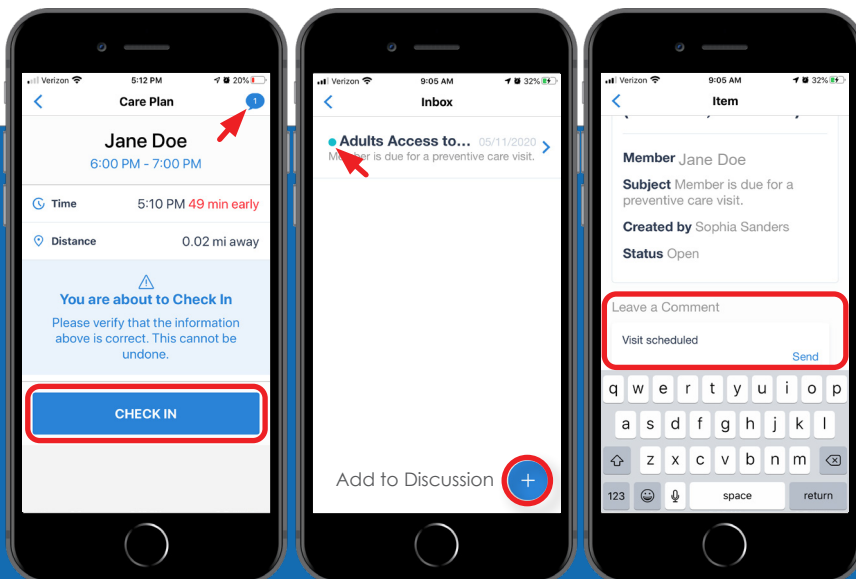 Verizon
5:12 PM
20%
Care Plan
1
Jane Doe
6:00 PM - 7:00 PM
Time
5:10 PM 49 min early
Distance
0.02 mi away
You are about to Check In
Please verify that the information
above is correct. This cannot be
undone.
CHECK IN
Verizon
9:05 AM
32%
Inbox
Adults Access to... 05/11/2020
Member is due for a preventive care visit.
Add to Discussion
+
Verizon
9:05 AM
32%
Item
Member Jane Doe
Subject Member is due for a
preventive care visit.
Created by Sophia Sanders
Status Open
Leave a Comment
Visit scheduled
Send
q w e r t y u i o p
a s d f g h j k l
z x c v b n m
123
space
return